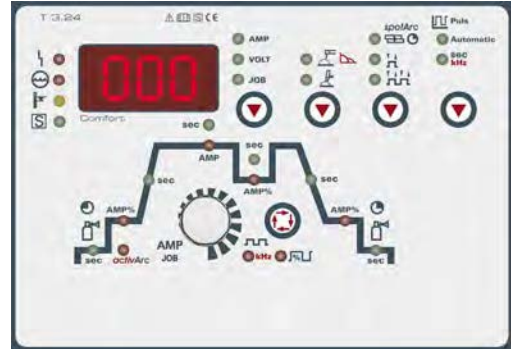 T 3.24
CE
S
000
Comfort
AMP
VOLT
JOB
spotArc
Puls
Automatic
sec
kHz
sec
AMP
sec
AMP%
sec
sec
AMP%
AMP%
sec
activArc
AMP
JOB
kHz
sec